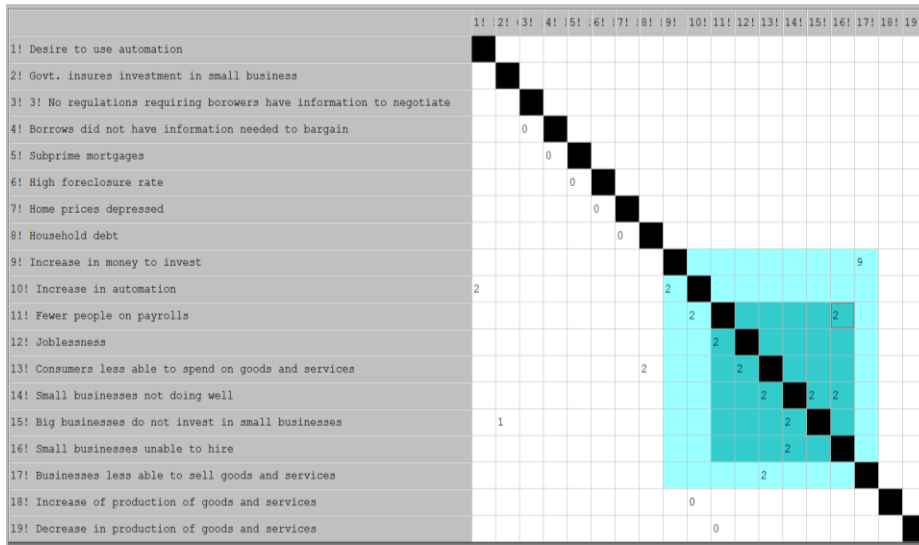 1! 2! 3! 4! 5! 6! 7! 8! 9! 10! 11! 12! 13! 14! 15! 16! 17! 18! 19
1! Desire to use automation
2! Govt. insures investment in small business
3! 3! No regulations requiring borowers have information to negotiate
4! Borrows did not have information needed to bargain 0
5! Subprime mortgages 0
6! High foreclosure rate 0
7! Home prices depressed 0
8! Household debt 0
9! Increase in money to invest 9
10! Increase in automation 2 2
11! Fewer people on payrolls 2 2
12! Joblessness 2
13! Consumers less able to spend on goods and services 2 2
14! Small businesses not doing well 2 2 2
15! Big businesses do not invest in small businesses 1 2
16! Small businesses unable to hire 2
17! Businesses less able to sell goods and services 2
18! Increase of production of goods and services 0
19! Decrease in production of goods and services 0